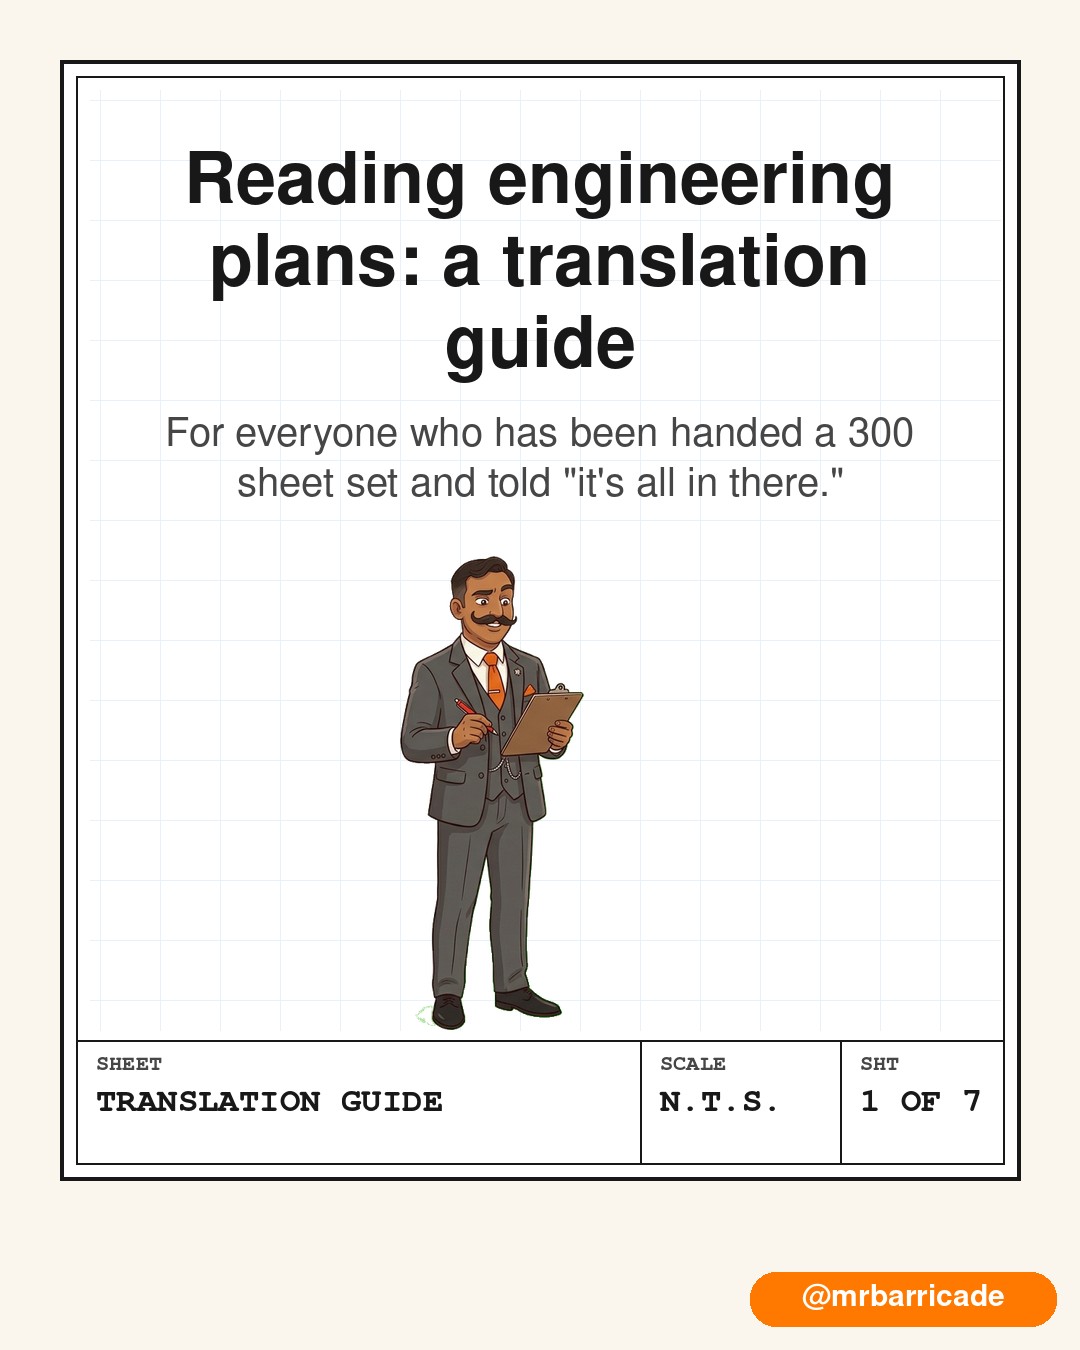 Reading engineering
plans: a translation
guide
For everyone who has been handed a 300
sheet set and told "it's all in there."
SHEET
TRANSLATION GUIDE
SCALE
N.T.S.
SHT
1 OF 7
@mrbarricade